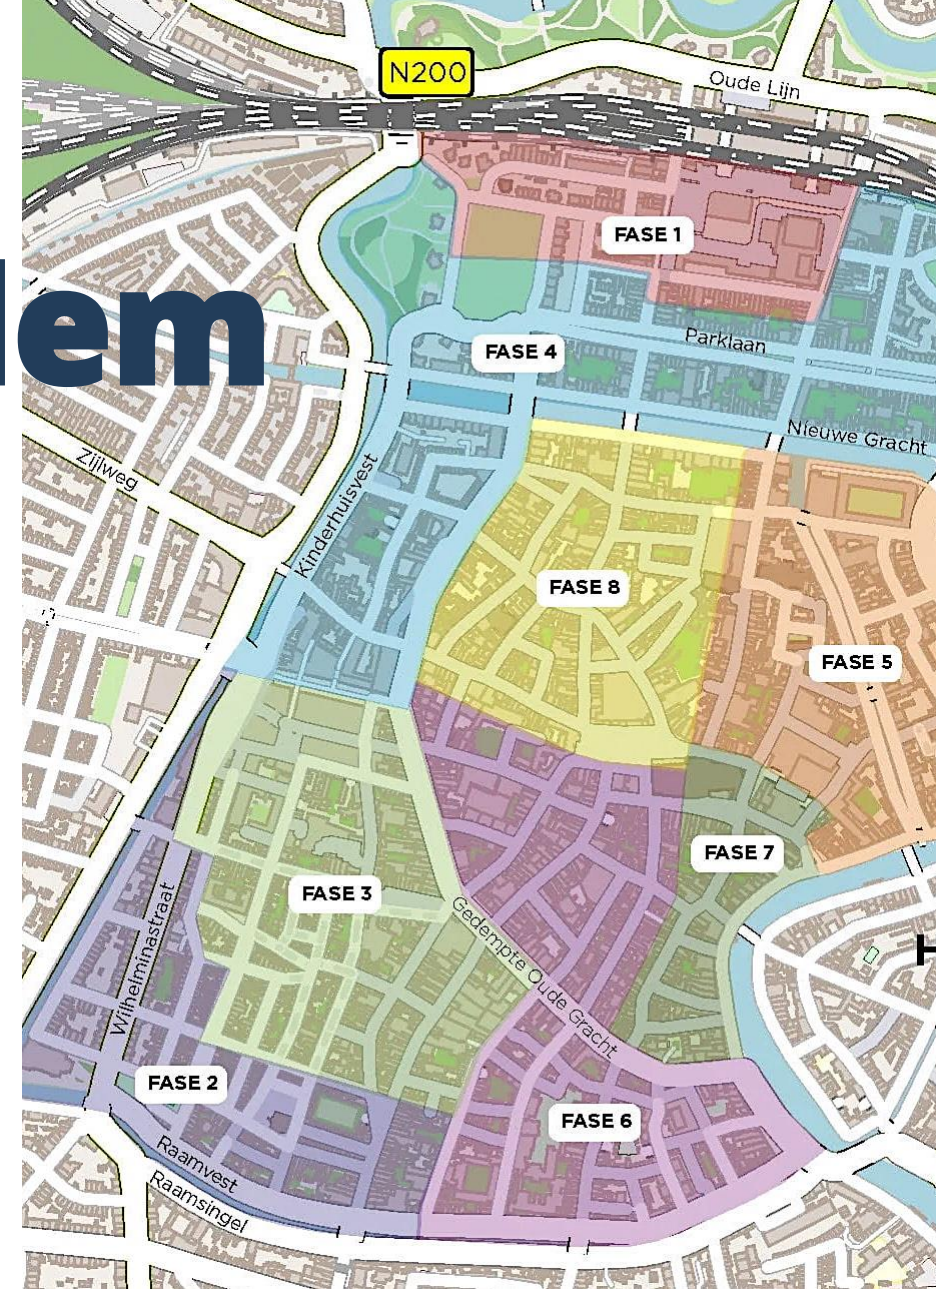 N200
Oude Lijn
FASE 1
em
Parklaan
FASE 4
Nieuwe Gracht
Zijlweg
Kinderhuisvest
FASE 8
FASE 5
FASE 7
FASE 3
Gedempte Oude Gracht
Wilhelminastraat
FASE 2
FASE 6
Raamvest
Raamsingel
H